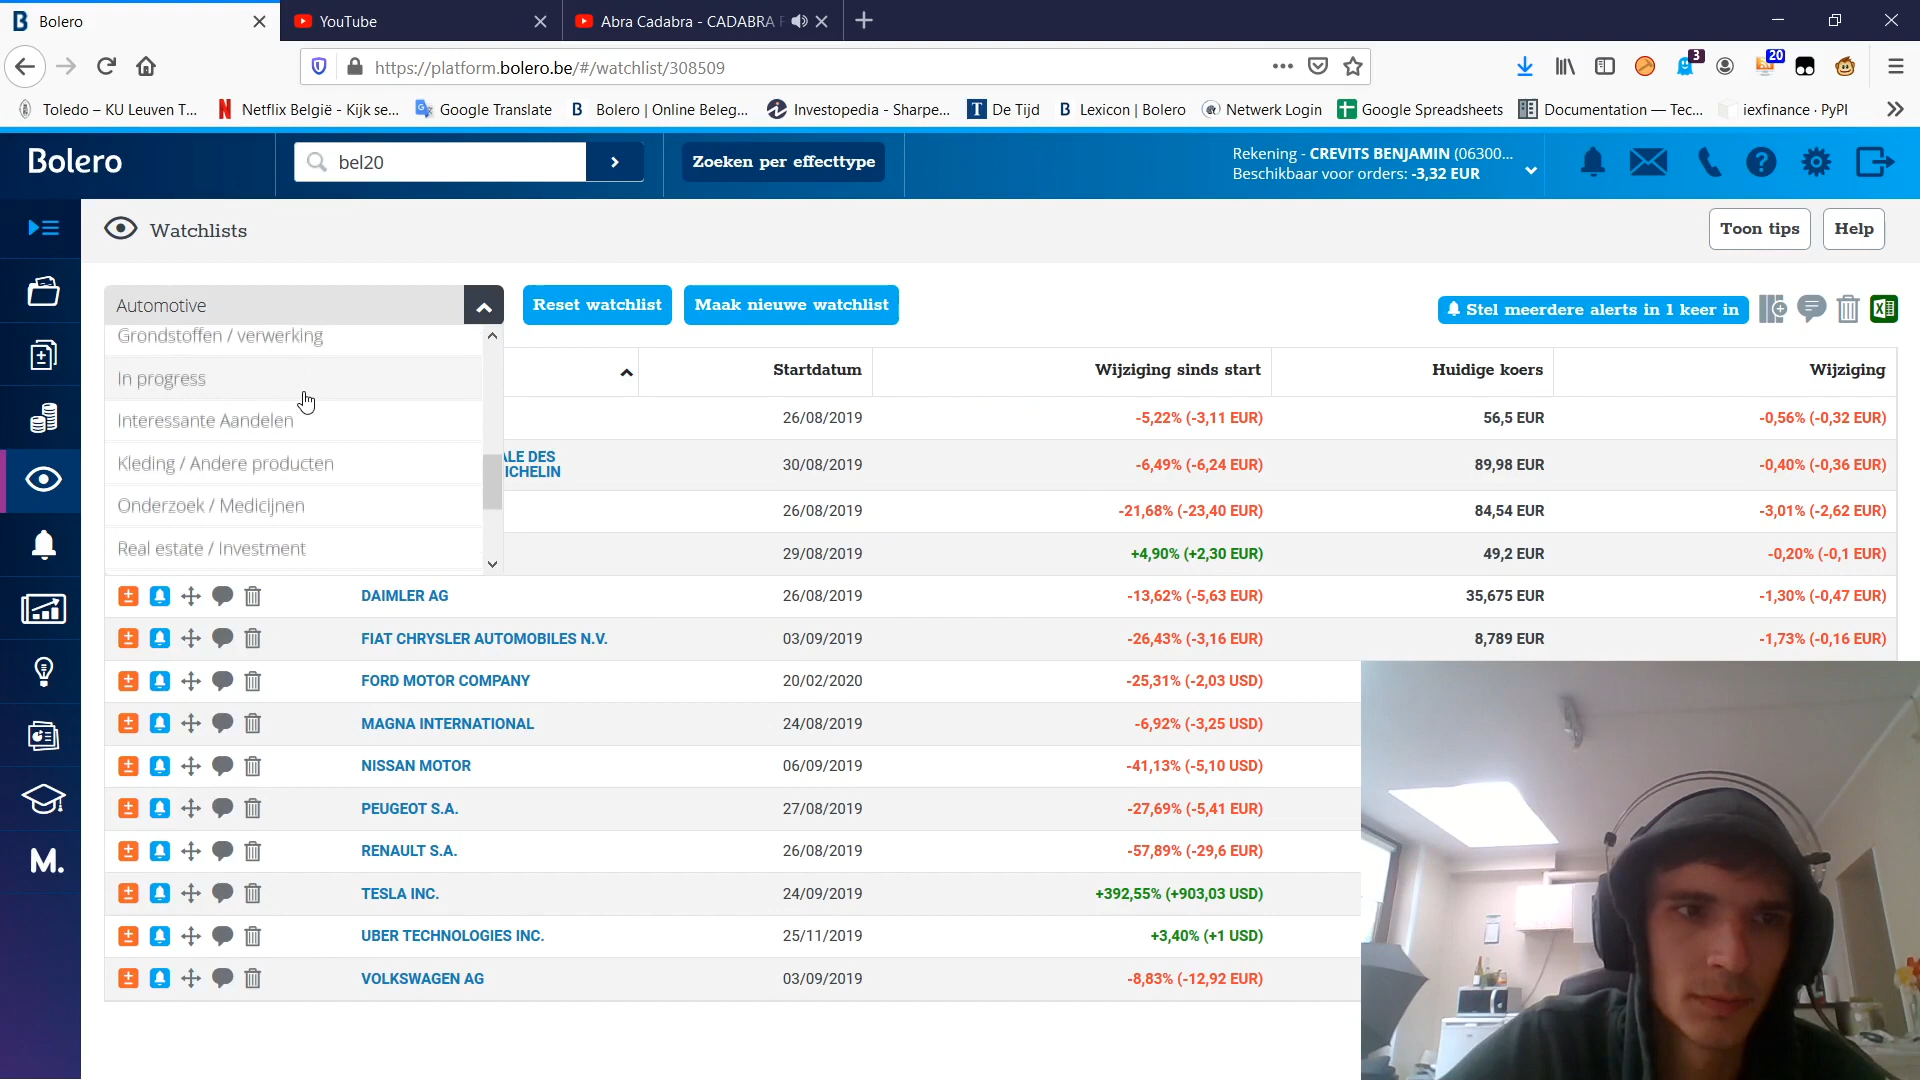 Bolero
YouTube
Abra Cadabra - CADABRA
https://platform.bolero.be/#/watchlist/308509
3
20
Toledo – KU Leuven T...
Netflix België - Kijk se...
Google Translate
Bolero | Online Beleg...
Investopedia - Sharpe...
De Tijd
Lexicon | Bolero
Netwerk Login
Google Spreadsheets
Documentation — Tec...
iexfinance · PyPI
Bolero
bel20
Zoeken per effecttype
Rekening - CREVITS BENJAMIN (06300...
Beschikbaar voor orders: -3,32 EUR
Watchlists
Toon tips
Help
Automotive
Reset watchlist
Maak nieuwe watchlist
Stel meerdere alerts in 1 keer in
Grondstoffen / verwerking
In progress
Interessante Aandelen
Kleding / Andere producten
Onderzoek / Medicijnen
Real estate / Investment
Startdatum Wijziging sinds start Huidige koers Wijziging
26/08/2019 -5,22% (-3,11 EUR) 56,5 EUR -0,56% (-0,32 EUR)
ALE DES
ICHELIN
30/08/2019 -6,49% (-6,24 EUR) 89,98 EUR -0,40% (-0,36 EUR)
26/08/2019 -21,68% (-23,40 EUR) 84,54 EUR -3,01% (-2,62 EUR)
29/08/2019 +4,90% (+2,30 EUR) 49,2 EUR -0,20% (-0,1 EUR)
DAIMLER AG 26/08/2019 -13,62% (-5,63 EUR) 35,675 EUR -1,30% (-0,47 EUR)
FIAT CHRYSLER AUTOMOBILES N.V. 03/09/2019 -26,43% (-3,16 EUR) 8,789 EUR -1,73% (-0,16 EUR)
FORD MOTOR COMPANY 20/02/2020 -25,31% (-2,03 USD)
MAGNA INTERNATIONAL 24/08/2019 -6,92% (-3,25 USD)
NISSAN MOTOR 06/09/2019 -41,13% (-5,10 USD)
PEUGEOT S.A. 27/08/2019 -27,69% (-5,41 EUR)
RENAULT S.A. 26/08/2019 -57,89% (-29,6 EUR)
TESLA INC. 24/09/2019 +392,55% (+903,03 USD)
UBER TECHNOLOGIES INC. 25/11/2019 +3,40% (+1 USD)
VOLKSWAGEN AG 03/09/2019 -8,83% (-12,92 EUR)
M.